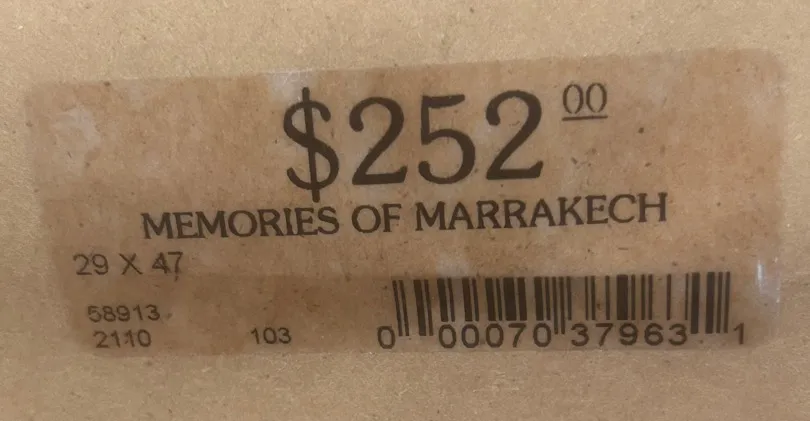 $252 00
MEMORIES OF MARRAKECH
29 X 47
58913
2110 103 0 00070 37963 1